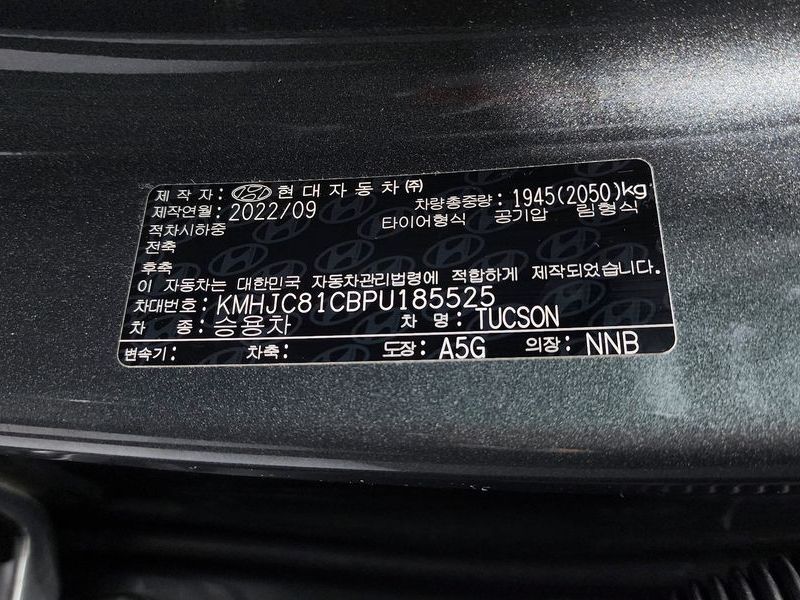 제 작 자: 현대자동차㈜
차량총중량: 1945(2050)kg
제작연월: 2022/09
타이어형식 공기압 림형식
적차시하중
전축
후축
이 자동차는 대한민국 자동차관리법령에 적합하게 제작되었습니다.
차대번호: KMHJC81CBPU185525
차 종: 승용차 차 명: TUCSON
변속기: 차축: 도장: A5G 의장: NNB